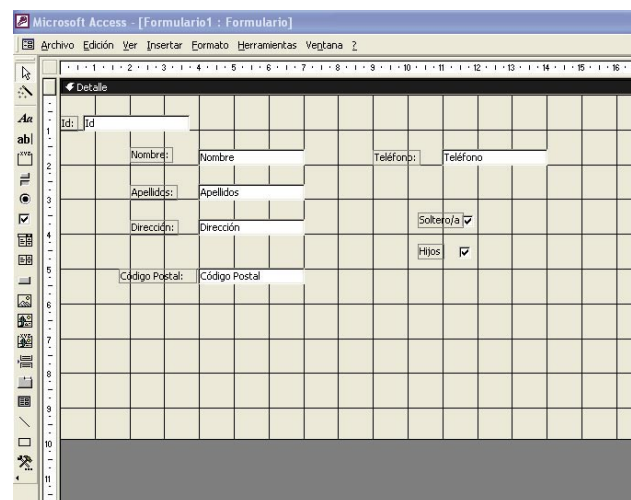 Microsoft Access - [Formulario1 : Formulario]
Archivo Edición Ver Insertar Formato Herramientas Ventana ?
1 2 3 4 5 6 7 8 9 10 11 12 13 14 15 16
Detalle
Id: Id
Nombre: Nombre Teléfono: Teléfono
Apellidos: Apellidos
Soltero/a
Dirección: Dirección
Hijos
Código Postal: Código Postal
Aa
ab|
1
2
3
4
5
6
7
8
9
10
11